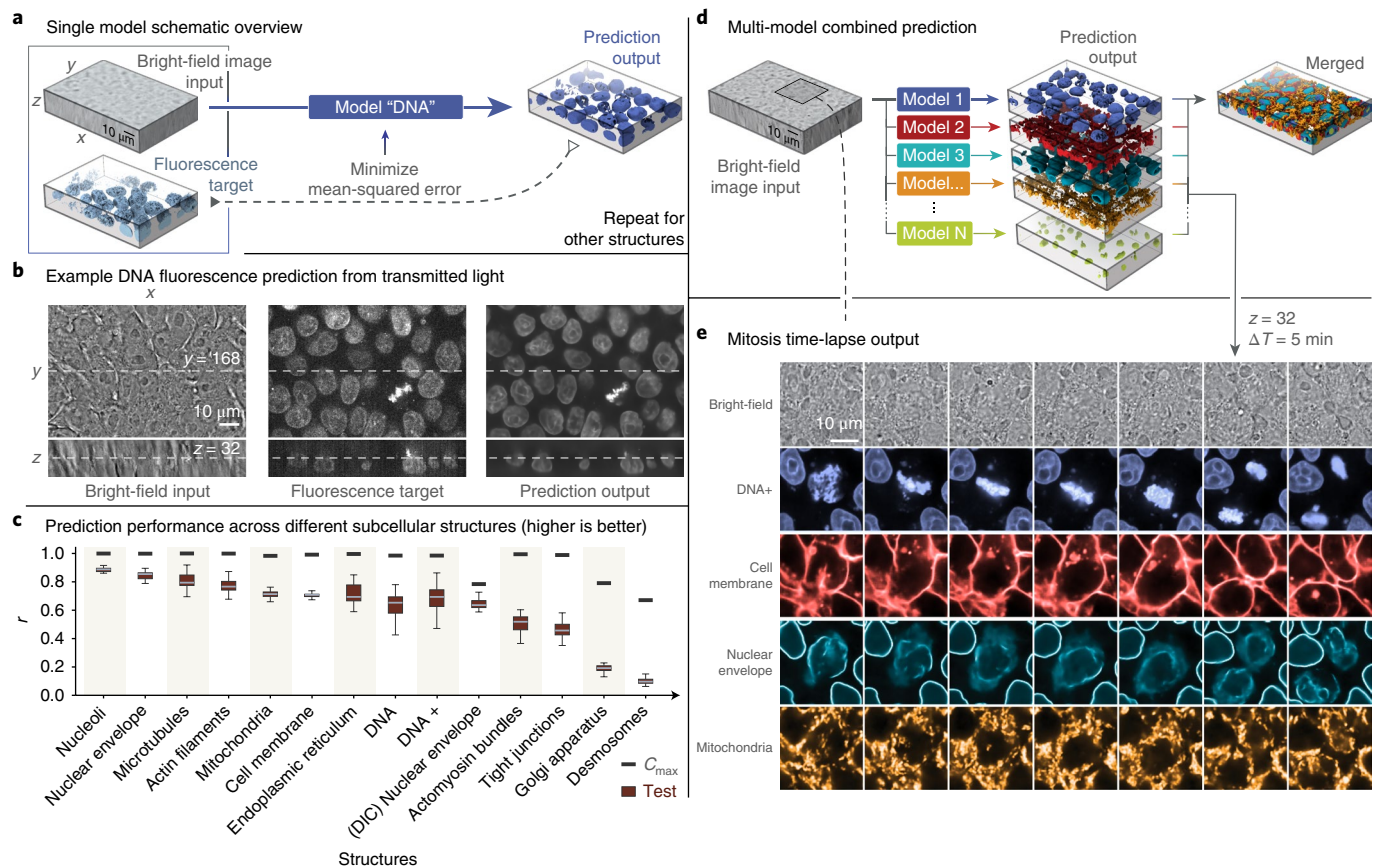 a
Single model schematic overview
Bright-field image
input
y
z
x
10 μm
Model “DNA”
Prediction
output
Fluorescence
target
Minimize
mean-squared error
Repeat for
other structures
b
Example DNA fluorescence prediction from transmitted light
x
y
y = 168
10 μm
z
z = 32
Bright-field input
Fluorescence target
Prediction output
c
Prediction performance across different subcellular structures (higher is better)
r
1.0
0.8
0.6
0.4
0.2
0.0
Nucleoli
Nuclear envelope
Microtubules
Actin filaments
Mitochondria
Cell membrane
Endoplasmic reticulum
DNA
DNA +
(DIC) Nuclear envelope
Actomyosin bundles
Tight junctions
Golgi apparatus
Desmosomes
Cmax
Test
Structures
d
Multi-model combined prediction
10 μm
Bright-field
image input
Model 1
Model 2
Model 3
Model...
⋮
Model N
Prediction
output
Merged
z = 32
ΔT = 5 min
e
Mitosis time-lapse output
Bright-field
10 μm
DNA+
Cell
membrane
Nuclear
envelope
Mitochondria